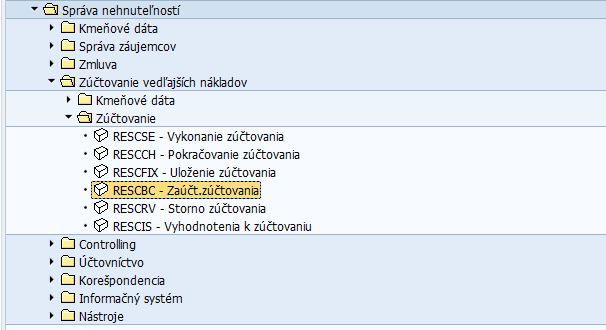 Správa nehnuteľností
Kmeňové dáta
Správa záujemcov
Zmluva
Zúčtovanie vedľajších nákladov
Kmeňové dáta
Zúčtovanie
RESCSE - Vykonanie zúčtovania
RESCCH - Pokračovanie zúčtovania
RESCFIX - Uloženie zúčtovania
RESCBC - Zaúčt.zúčtovania
RESCRV - Storno zúčtovania
RESCIS - Vyhodnotenia k zúčtovaniu
Controlling
Účtovníctvo
Korešpondencia
Informačný systém
Nástroje